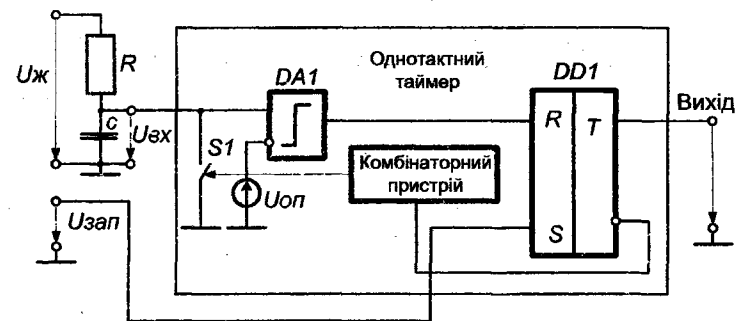 Однотактний
таймер
Uж
R
DA1
DD1
Вихід
c
Uвх
S1
R
T
Комбінаторний
пристрій
Uоп
Uзап
S